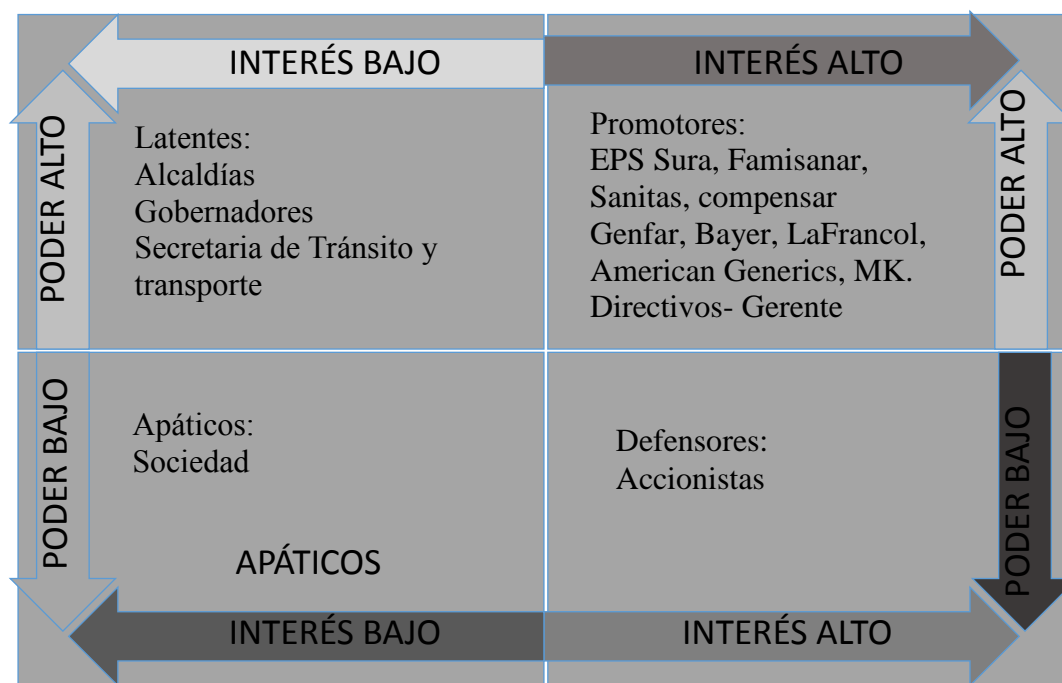 INTERÉS BAJO
INTERÉS ALTO
PODER ALTO
Latentes:
Alcaldías
Gobernadores
Secretaria de Tránsito y
transporte
Promotores:
EPS Sura, Famisanar,
Sanitas, compensar
Genfar, Bayer, LaFrancol,
American Generics, MK.
Directivos- Gerente
PODER ALTO
PODER BAJO
Apáticos:
Sociedad
APÁTICOS
Defensores:
Accionistas
PODER BAJO
INTERÉS BAJO
INTERÉS ALTO